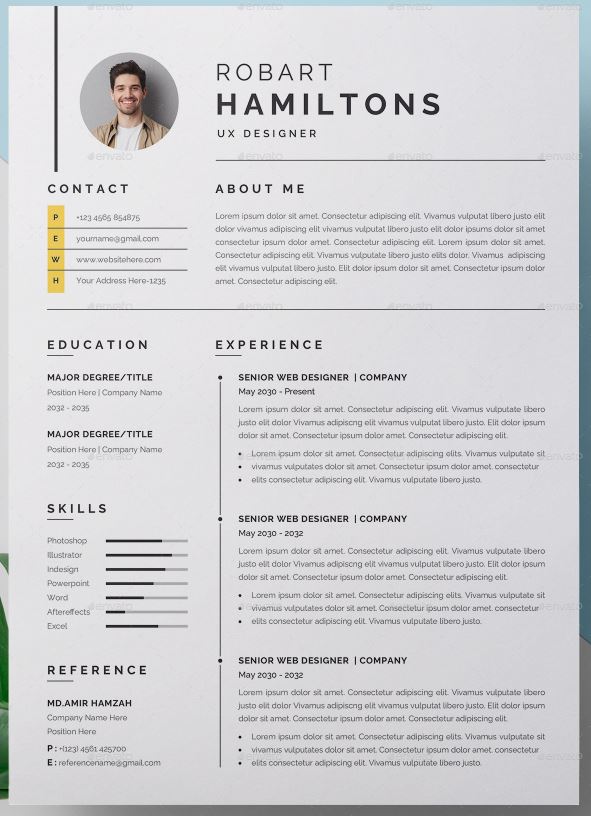 ROBART
HAMILTONS
UX DESIGNER
CONTACT
P +123 4565 854875
E yourname@gmail.com
W www.websitehere.com
H Your Address Here-1235
ABOUT ME
Lorem ipsum dolor sit amet. Consectetur adipiscing elit. Vivamus vulputat libero justo elit
dolor vivamus adipiscing elit vulputat libero justo. Elit dolor ipsums dolor sit amet elit.
consectetur Lorem ipsum dolor amet. Consectetur adipiscing elit. Lorem ipsum dolor sit amet.
Consectetur adipiscing elit. Vivamus vulputate justo elits dolor. Vivamus adipiscing
elit vivamus vulputat libero justo. Elit dolor ipsum dolor sit amet elit. consectetur ipsum dolor
amet. Consectetur adipiscing elit.
EDUCATION
MAJOR DEGREE/TITLE
Position Here | Company Name
2032 - 2035
MAJOR DEGREE/TITLE
Position Here | Company Name
2032 - 2035
SKILLS
Photoshop
Illustrator
Indesign
Powerpoint
Word
Aftereffects
Excel
REFERENCE
MD.AMIR HAMZAH
Company Name Here
Position Here
P : +(123) 4561 425700
E : referencename@gmail.com
EXPERIENCE
SENIOR WEB DESIGNER | COMPANY
May 2030 - Present
Lorem ipsum dolor sit amet. Consectetur adipiscing elit. Vivamus vulputate libero
justo elit dolor vivamus adipiscing elit vulputat libero justo. Elit dolor ipsum dolor
dolor sit amet elit. consectetur ipsum dolor amet. Consectetur adipiscing elit.
• Lorem ipsum dolor sit amet. Consectetur adipiscing elit. Vivamus vulputate elits sit
• vivamus vulputates dolor sit amet. consectetur ipsum dolor amet. consectetur
• elits consectetur adipiscing elit. vivamus vulputate libero justo.
SENIOR WEB DESIGNER | COMPANY
May 2030 - 2032
Lorem ipsum dolor sit amet. Consectetur adipiscing elit. Vivamus vulputate libero
justo elit dolor vivamus adipiscing elit vulputat libero justo. Elit dolor ipsum dolor
dolor sit amet elit. consectetur ipsum dolor amet. Consectetur adipiscing elit.
• Lorem ipsum dolor sit amet. Consectetur adipiscing elit. Vivamus vulputates sit
• vivamus vulputates dolor sit amet. consectetur ipsum dolor amet. consectetur
• elits consectetur adipiscing elit. vivamus vulputate libero justo.
SENIOR WEB DESIGNER | COMPANY
May 2030 - 2032
Lorem ipsum dolor sit amet. Consectetur adipiscing elit. Vivamus vulputate libero
justo elit dolor vivamus adipiscing elit vulputat libero justo. Elit dolor ipsum dolor
dolor sit amet elit. consectetur ipsum dolor amet. Consectetur adipiscing elit.
• Lorem ipsum dolor sit amet. Consectetur adipiscing elit. Vivamus vulputates sit
• vivamus vulputates dolor sit amet. consectetur ipsum dolor amet. consectetur
• elits consectetur adipiscing elit. Vivamus vulputate libero justo.
envato